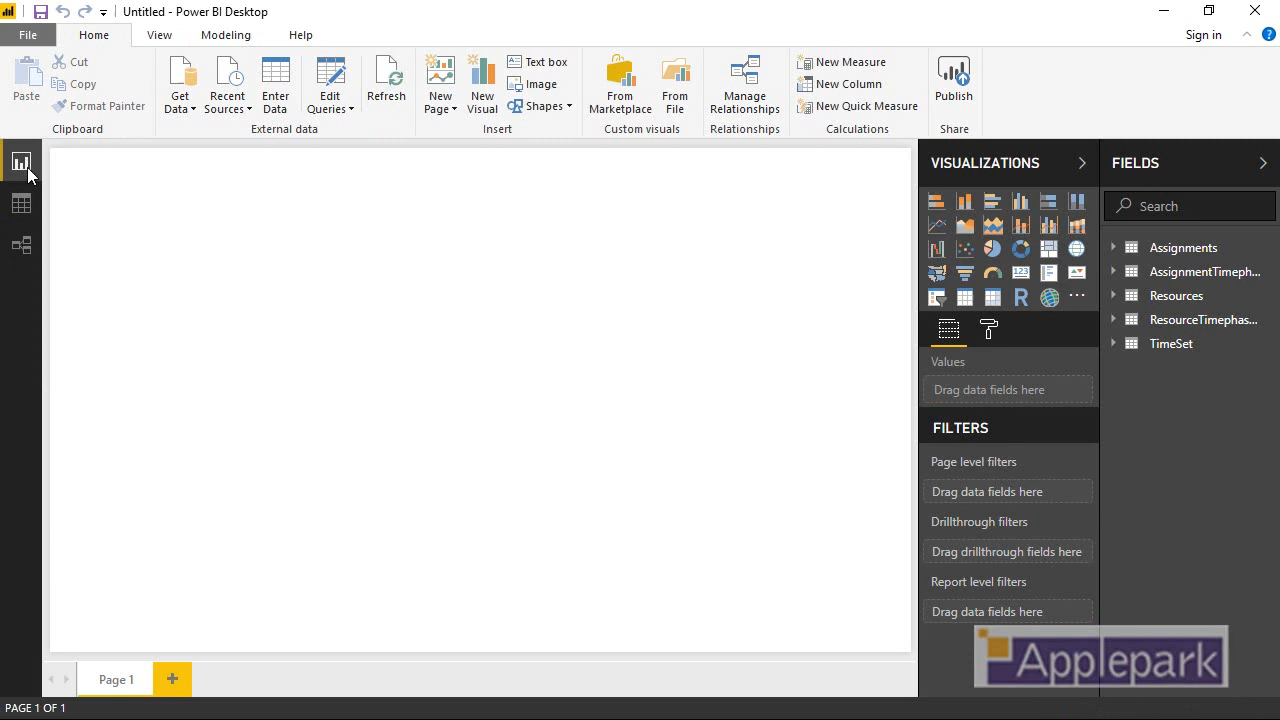 Untitled - Power BI Desktop
File
Home
View
Modeling
Help
Sign in
Paste
Cut
Copy
Format Painter
Clipboard
Get
Data
Recent
Sources
Enter
Data
Edit
Queries
Refresh
External data
New
Page
New
Visual
Text box
Image
Shapes
Insert
From
Marketplace
From
File
Custom visuals
Manage
Relationships
Relationships
New Measure
New Column
New Quick Measure
Calculations
Publish
Share
VISUALIZATIONS
123
R
Values
Drag data fields here
FILTERS
Page level filters
Drag data fields here
Drillthrough filters
Drag drillthrough fields here
Report level filters
Drag data fields here
FIELDS
Search
Assignments
AssignmentTimeph...
Resources
ResourceTimephas...
TimeSet
Applepark
Page 1
PAGE 1 OF 1